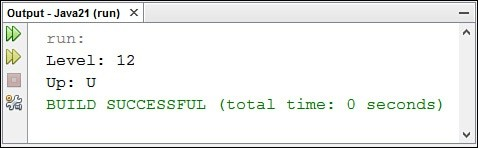 Output - Java21 (run)
run:
Level: 12
Up: U
BUILD SUCCESSFUL (total time: 0 seconds)